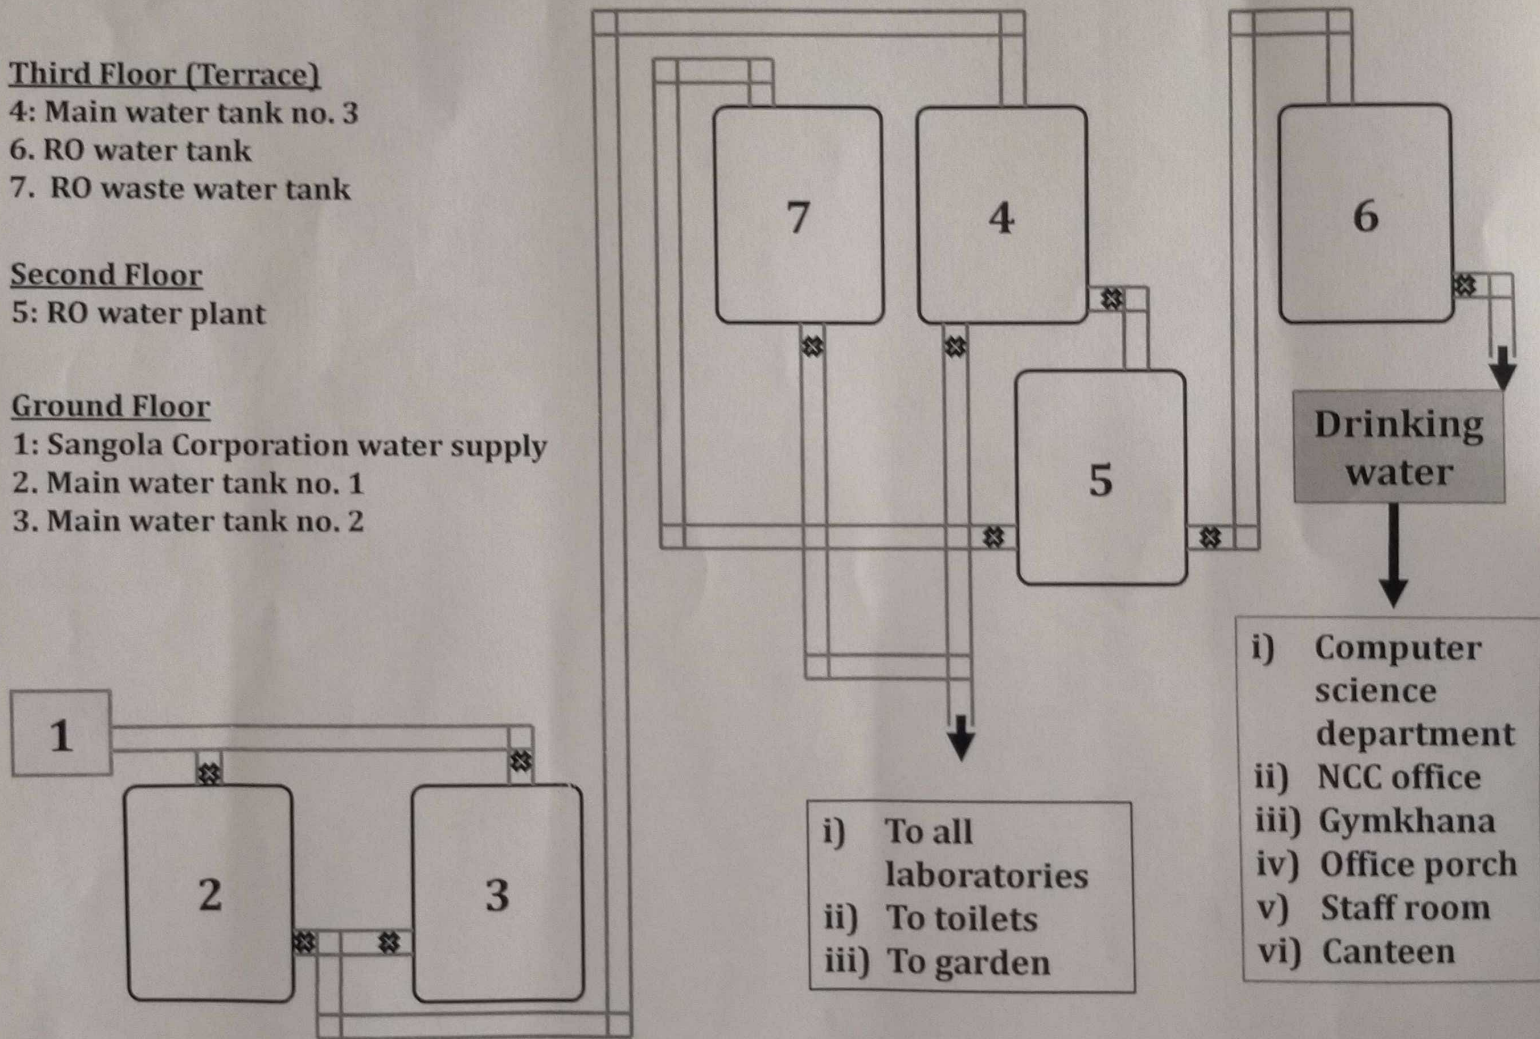 Third Floor (Terrace)
4: Main water tank no. 3
6. RO water tank
7. RO waste water tank
Second Floor
5: RO water plant
Ground Floor
1: Sangola Corporation water supply
2. Main water tank no. 1
3. Main water tank no. 2
7
4
6
5
Drinking
water
1
2
3
i) To all
laboratories
ii) To toilets
iii) To garden
i) Computer
science
department
ii) NCC office
iii) Gymkhana
iv) Office porch
v) Staff room
vi) Canteen